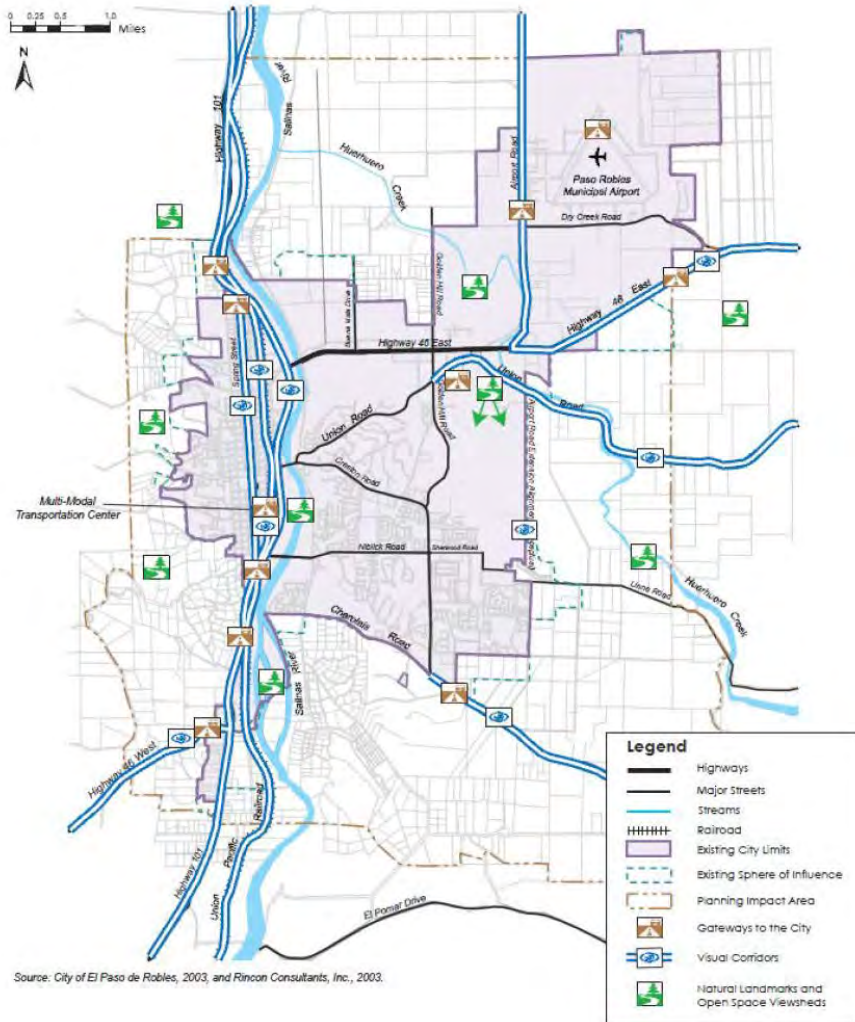 0 0.25 0.5 1.0
Miles
N
Highway 101
Salinas
River
Huerhuero
Creek
Airport Road
Paso Robles
Municipal Airport
Dry Creek Road
Golden Hill Road
Buena Vista Drive
Highway 46 East
Highway 46 East
Spring Street
Union Road
Golden Hill Road
Union
Road
Airport Road Extension
Creston Road
Multi-Modal
Transportation Center
Niblick Road
Sherwood Road
Linne Road
Huerhuero
Creek
Charolais
Road
Salinas
River
Highway 46 West
Highway 101
Union
Pacific
Railroad
El Pomar Drive
Legend
Highways
Major Streets
Streams
Railroad
Existing City Limits
Existing Sphere of Influence
Planning Impact Area
Gateways to the City
Visual Corridors
Natural Landmarks and
Open Space Viewsheds
Source: City of El Paso de Robles, 2003, and Rincon Consultants, Inc., 2003.